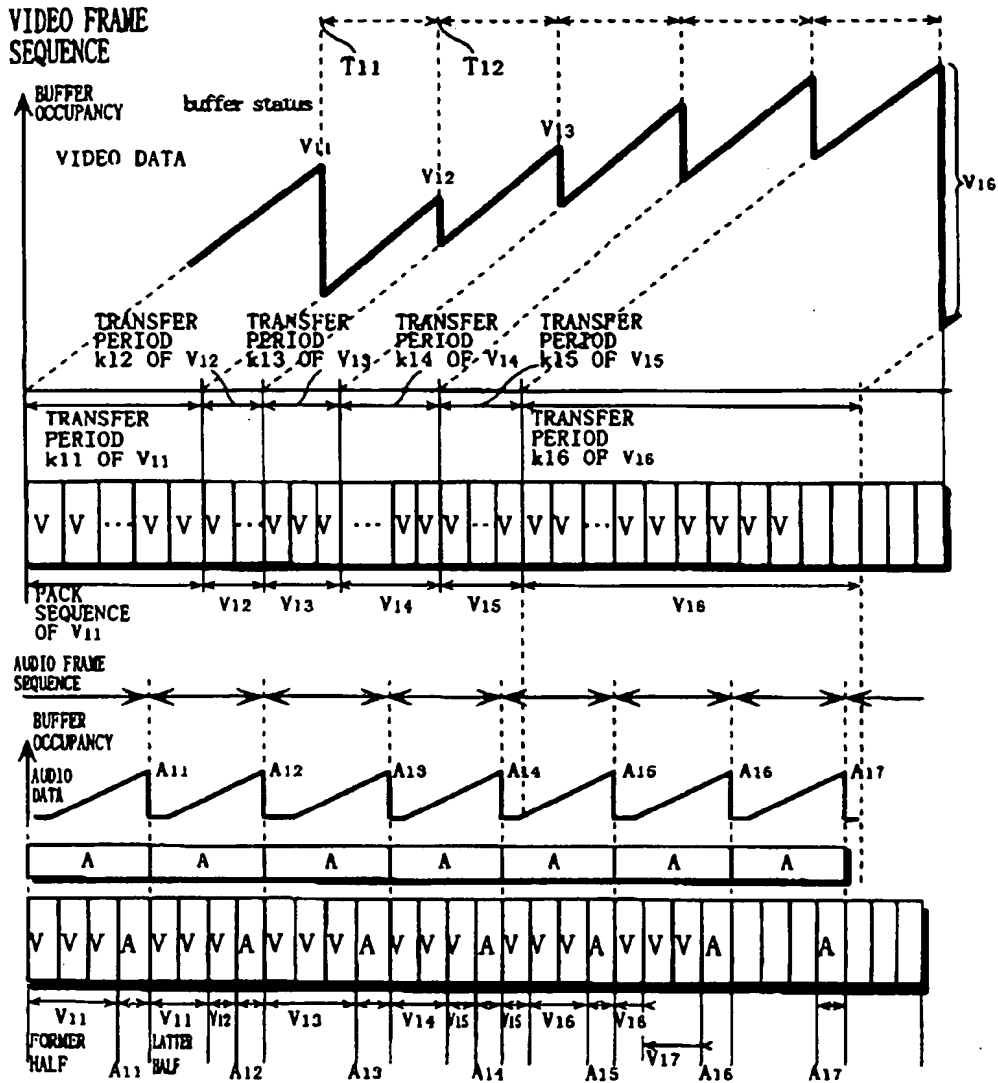 VIDEO FRAME
SEQUENCE
T11 T12
BUFFER
OCCUPANCY
buffer status
VIDEO DATA
V11 V12 V13
V16
TRANSFER
PERIOD
k12 OF V12
TRANSFER
PERIOD
k13 OF V13
TRANSFER
PERIOD
k14 OF V14
TRANSFER
PERIOD
k15 OF V15
TRANSFER
PERIOD
k11 OF V11
TRANSFER
PERIOD
k16 OF V16
V V ... V V V ... V V V ... V V V ... V V V ... V V V V V V
PACK
SEQUENCE
OF V11
V12 V13 V14 V15 V16
AUDIO FRAME
SEQUENCE
BUFFER
OCCUPANCY
AUDIO
DATA
A11 A12 A13 A14 A15 A16 A17
A A A A A A A
V V V A V V V A V V V A V V V A V V V A V V V A A
V11 V11 V12 V13 V14 V15 V15 V16 V16
V17
FORMER
HALF
LATTER
HALF
A11 A12 A13 A14 A15 A16 A17